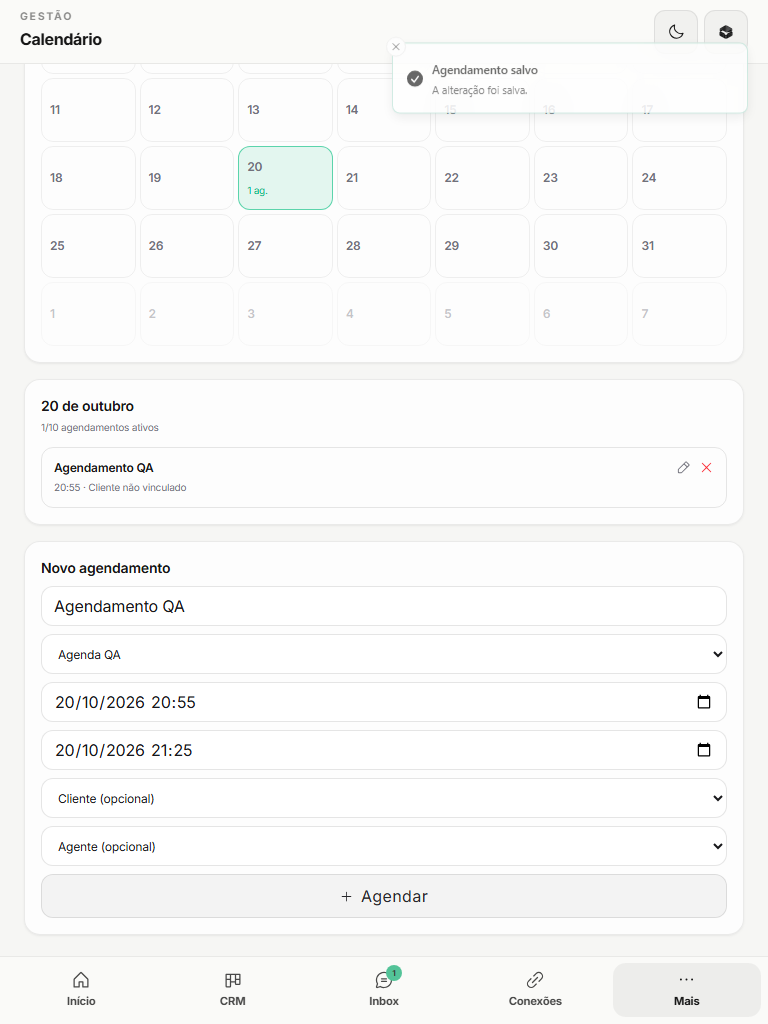 GESTÃO
Calendário
Agendamento salvo
A alteração foi salva.
11 12 13 14 15 16 17
18 19 20 21 22 23 24
1 ag.
25 26 27 28 29 30 31
1 2 3 4 5 6 7
20 de outubro
1/10 agendamentos ativos
Agendamento QA
20:55 · Cliente não vinculado
Novo agendamento
Agendamento QA
Agenda QA
20/10/2026 20:55
20/10/2026 21:25
Cliente (opcional)
Agente (opcional)
+ Agendar
1
Início CRM Inbox Conexões Mais